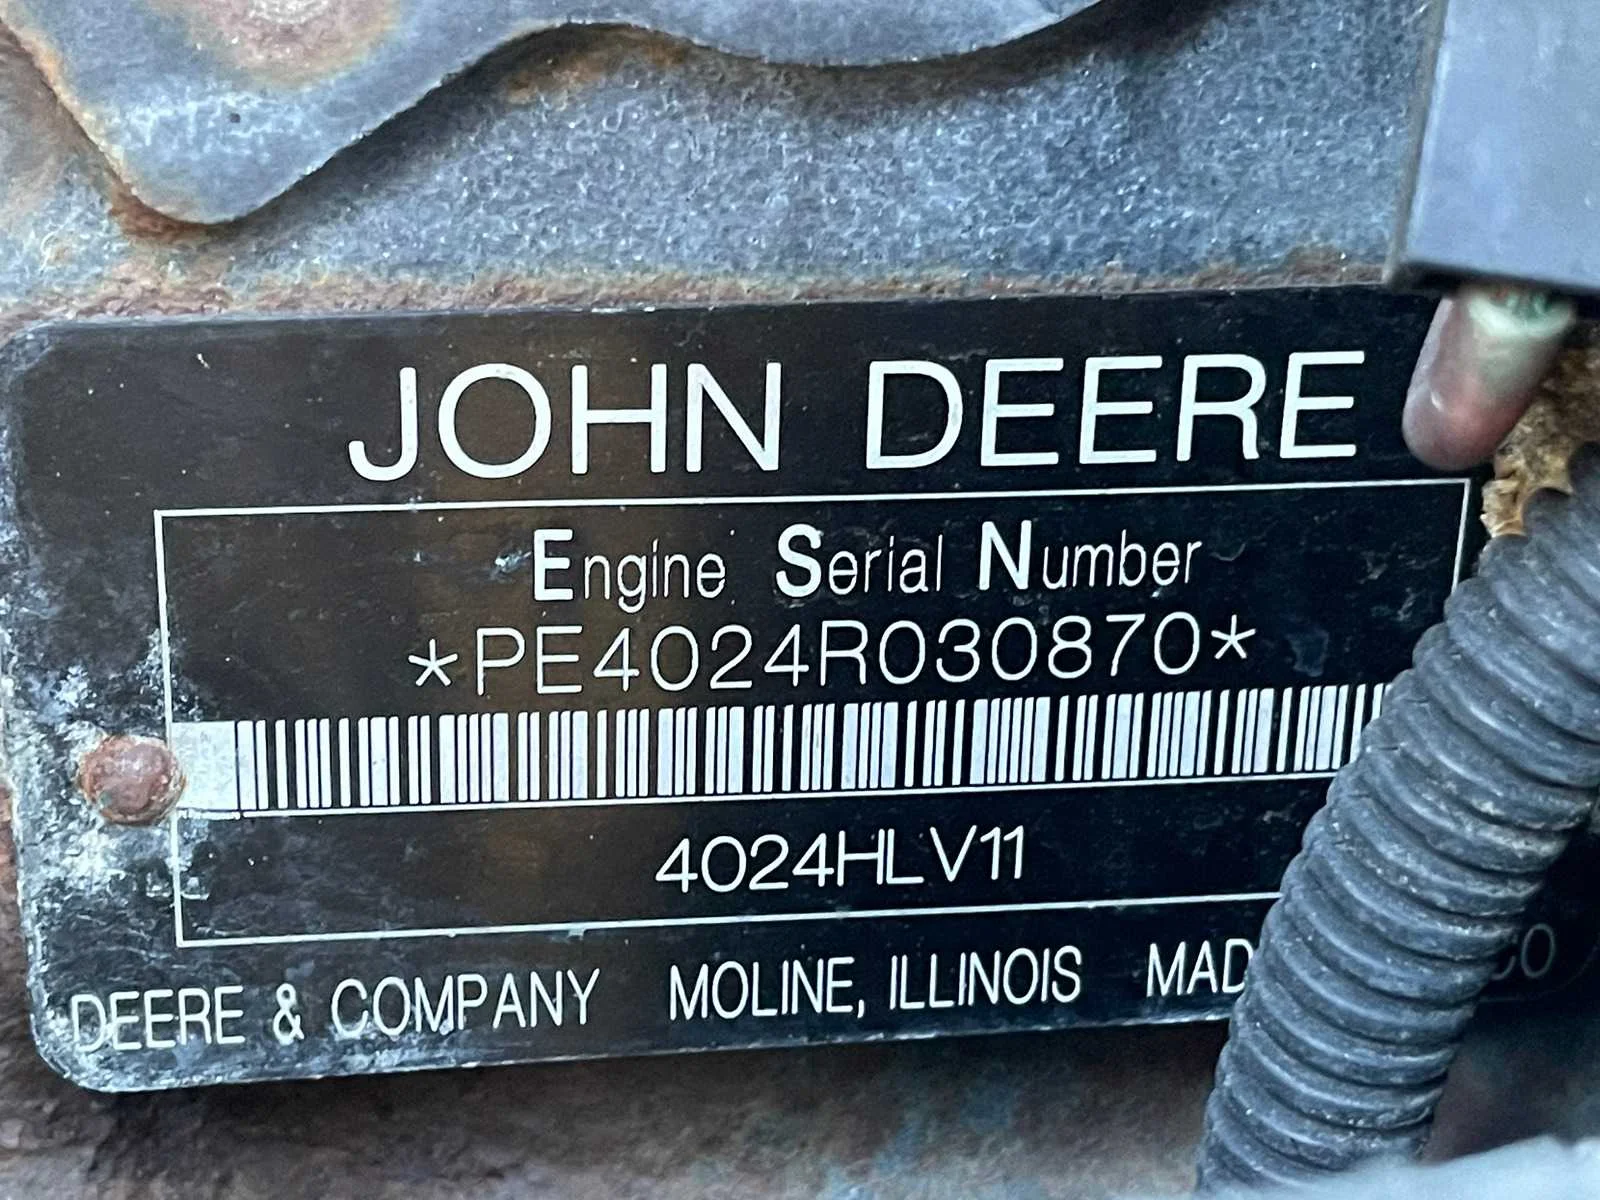 JOHN DEERE
Engine Serial Number
*PE4024R030870*
4024HLV11
DEERE & COMPANY MOLINE, ILLINOIS